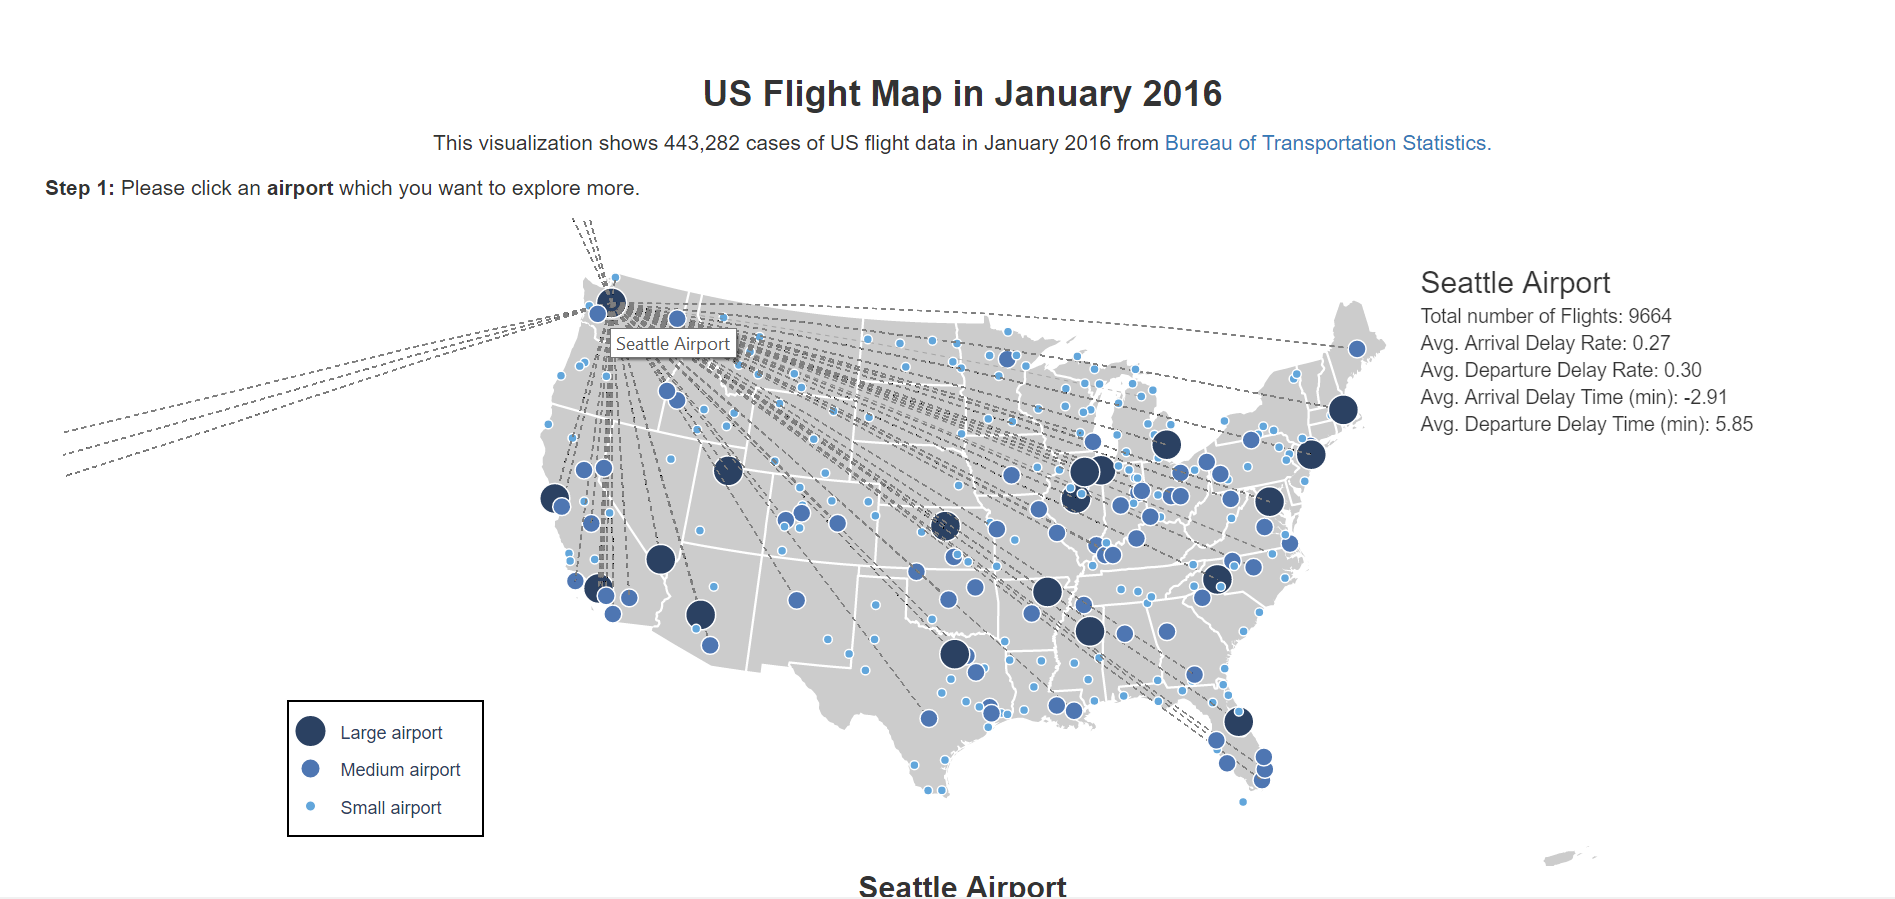 US Flight Map in January 2016
This visualization shows 443,282 cases of US flight data in January 2016 from Bureau of Transportation Statistics.
Step 1: Please click an airport which you want to explore more.
Seattle Airport
Total number of Flights: 9664
Avg. Arrival Delay Rate: 0.27
Avg. Departure Delay Rate: 0.30
Avg. Arrival Delay Time (min): -2.91
Avg. Departure Delay Time (min): 5.85
Seattle Airport
Large airport
Medium airport
Small airport
Seattle Airport